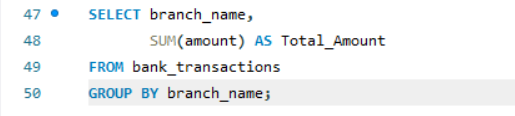 47 SELECT branch_name,
48 SUM(amount) AS Total_Amount
49 FROM bank_transactions
50 GROUP BY branch_name;